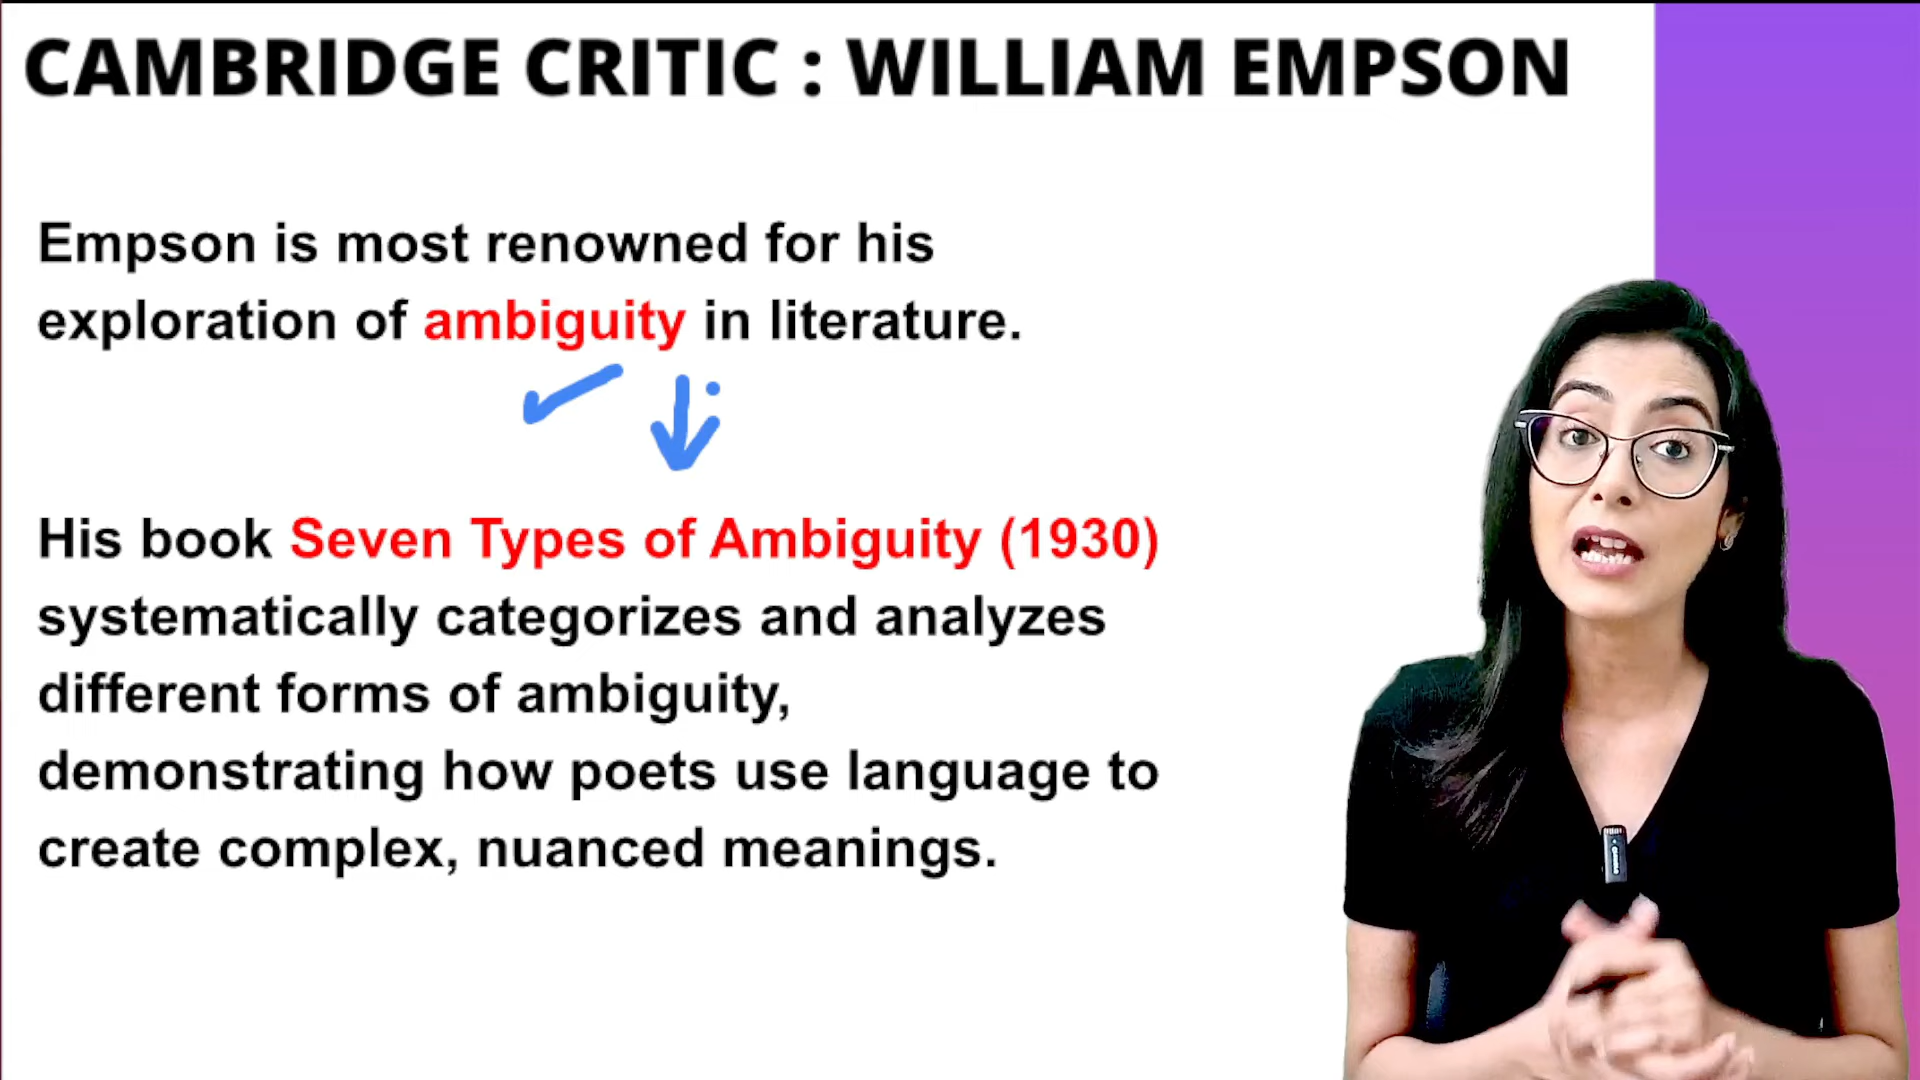 CAMBRIDGE CRITIC : WILLIAM EMPSON
Empson is most renowned for his
exploration of ambiguity in literature.
His book Seven Types of Ambiguity (1930)
systematically categorizes and analyzes
different forms of ambiguity,
demonstrating how poets use language to
create complex, nuanced meanings.